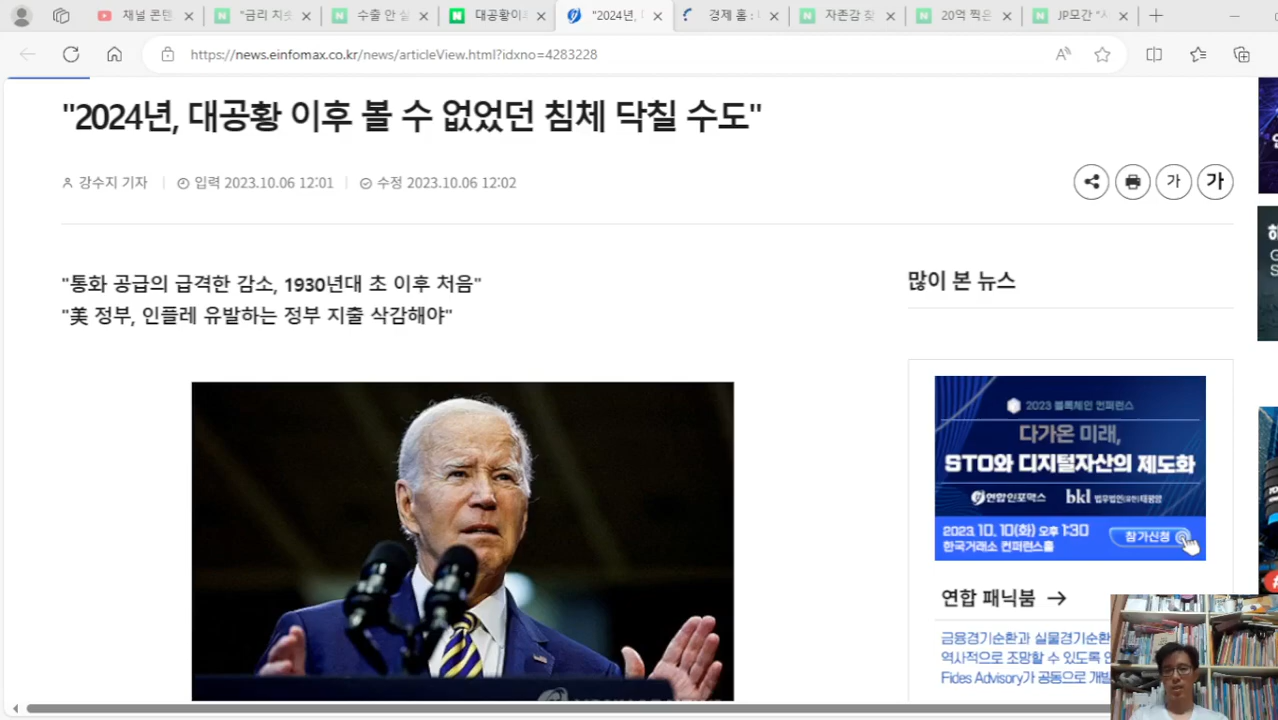 채널 콘텐
"금리 치솟
수출 안 살
대공황이
"2024년,
경제 홈 :
자존감 찾
20억 찍은
JP모간
https://news.einfomax.co.kr/news/articleView.html?idxno=4283228
"2024년, 대공황 이후 볼 수 없었던 침체 닥칠 수도"
강수지 기자
입력 2023.10.06 12:01
수정 2023.10.06 12:02
가
가
"통화 공급의 급격한 감소, 1930년대 초 이후 처음"
"美 정부, 인플레 유발하는 정부 지출 삭감해야"
많이 본 뉴스
2023 블록체인 컨퍼런스
다가온 미래,
STO와 디지털자산의 제도화
연합인포맥스
bkl 법무법인(유한)태평양
2023. 10. 10(화) 오후 1:30
한국거래소 컨퍼런스홀
참가신청
연합 패닉붐 →
금융경기순환과 실물경기순환
역사적으로 조망할 수 있도록
Fides Advisory가 공동으로 개발